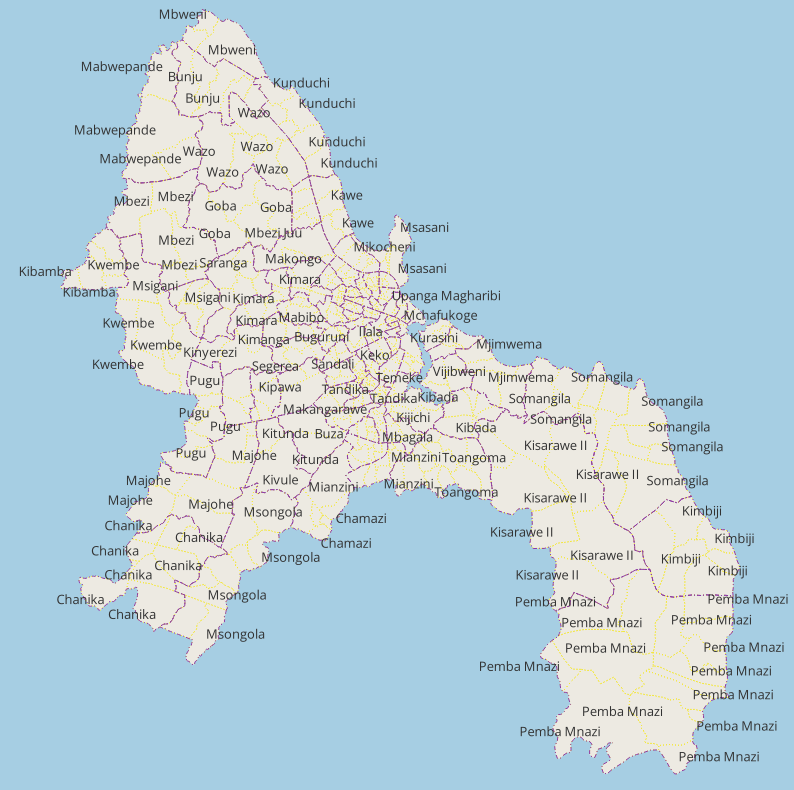 Mbweni
Mbweni
Mabwepande
Bunju
Kunduchi
Bunju
Kunduchi
Wazo
Mabwepande
Kunduchi
Wazo
Wazo
Mabwepande
Kunduchi
Wazo
Wazo
Kawe
Mbezi
Mbezi
Goba
Goba
Kawe
Msasani
Goba
Mbezi Juu
Mbezi
Mikocheni
Makongo
Saranga
Kwembe
Mbezi
Msasani
Kibamba
Kimara
Msigani
Kibamba
Upanga Magharibi
Msigani
Kimara
Mchafukoge
Mabibo
Kimara
Kwembe
Ilala
Buguruni
Kurasini
Kimanga
Mjimwema
Kwembe
Kinyerezi
Keko
Kwembe
Sandali
Segerea
Vijibweni
Temeke
Mjimwema
Somangila
Pugu
Kipawa
Tandika
Kibada
Tandika
Somangila
Somangila
Makangarawe
Pugu
Kijichi
Somangila
Pugu
Kibada
Somangila
Kitunda
Buza
Mbagala
Kisarawe II
Somangila
Pugu
Majohe
Mianzini
Toangoma
Kitunda
Kisarawe II
Majohe
Kivule
Somangila
Mianzini
Mianzini
Toangoma
Majohe
Kisarawe II
Majohe
Msongola
Kimbiji
Chamazi
Chanika
Kisarawe II
Chanika
Kimbiji
Chamazi
Chanika
Msongola
Kisarawe II
Kimbiji
Chanika
Chanika
Kisarawe II
Kimbiji
Msongola
Chanika
Pemba Mnazi
Pemba Mnazi
Chanika
Pemba Mnazi
Pemba Mnazi
Msongola
Pemba Mnazi
Pemba Mnazi
Pemba Mnazi
Pemba Mnazi
Pemba Mnazi
Pemba Mnazi
Pemba Mnazi
Pemba Mnazi
Pemba Mnazi